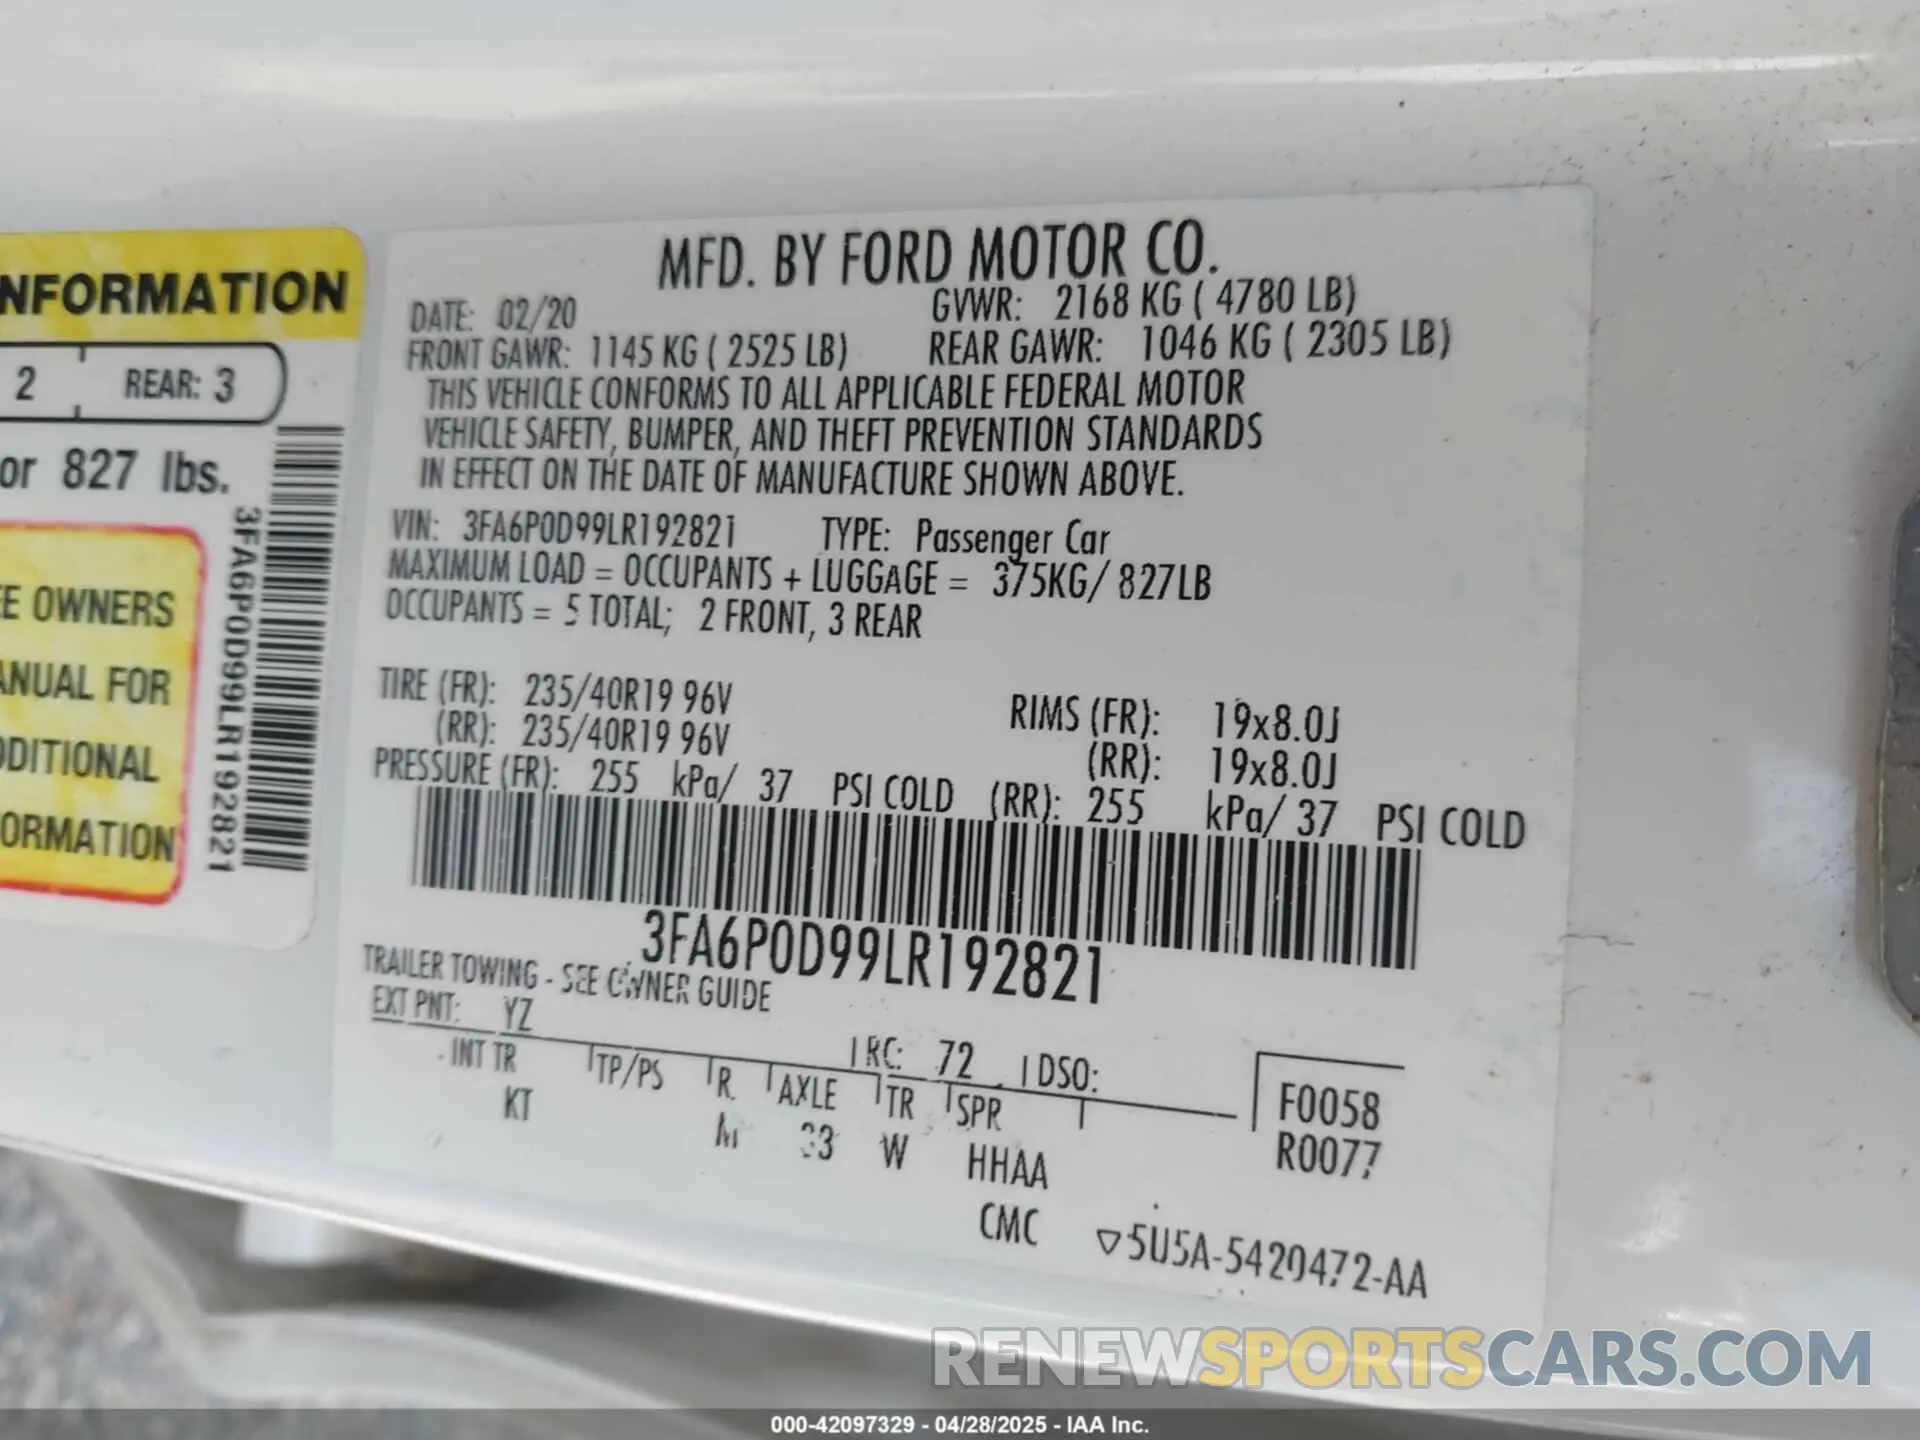 NFORMATION
2 REAR: 3
or 827 lbs.
EE OWNERS
ANUAL FOR
DDITIONAL
ORMATION
3FA6P0D99LR192821
MFD. BY FORD MOTOR CO.
DATE: 02/20 GVWR: 2168 KG ( 4780 LB)
FRONT GAWR: 1145 KG ( 2525 LB) REAR GAWR: 1046 KG ( 2305 LB)
THIS VEHICLE CONFORMS TO ALL APPLICABLE FEDERAL MOTOR
VEHICLE SAFETY, BUMPER, AND THEFT PREVENTION STANDARDS
IN EFFECT ON THE DATE OF MANUFACTURE SHOWN ABOVE.
VIN: 3FA6P0D99LR192821 TYPE: Passenger Car
MAXIMUM LOAD = OCCUPANTS + LUGGAGE = 375KG/ 827LB
OCCUPANTS = 5 TOTAL; 2 FRONT, 3 REAR
TIRE (FR): 235/40R19 96V RIMS (FR): 19x8.0J
(RR): 235/40R19 96V (RR): 19x8.0J
PRESSURE (FR): 255 kPa/ 37 PSI COLD (RR): 255 kPa/ 37 PSI COLD
3FA6P0D99LR192821
TRAILER TOWING - SEE OWNER GUIDE
EXT PNT: YZ RC: 72 DSO:
INT TR TP/PS R. AXLE TR SPR
KT M 33 W HHAA
CMC
F0058
R0077
▽5U5A-5420472-AA
RENEWSPORTSCARS.COM
000-42097329 - 04/28/2025 - IAA Inc.